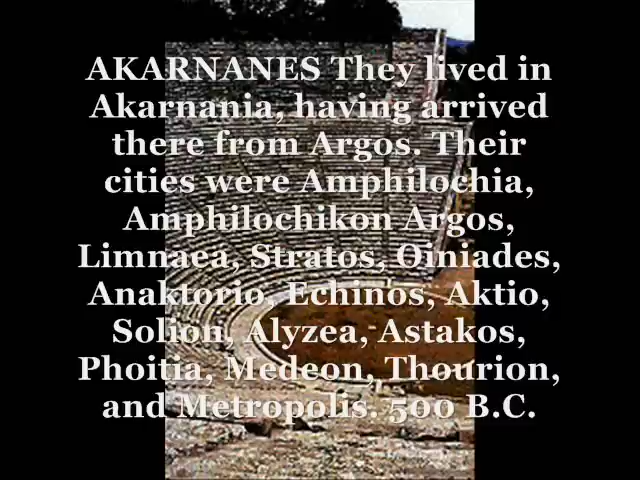 AKARNANES They lived in
Akarnania, having arrived
there from Argos. Their
cities were Amphilochia,
Amphilochikon Argos,
Limnaea, Stratos, Oiniades,
Anaktorio, Echinos, Aktio,
Solion, Alyzea, Astakos,
Phoitia, Medeon, Thourion,
and Metropolis. 500 B.C.